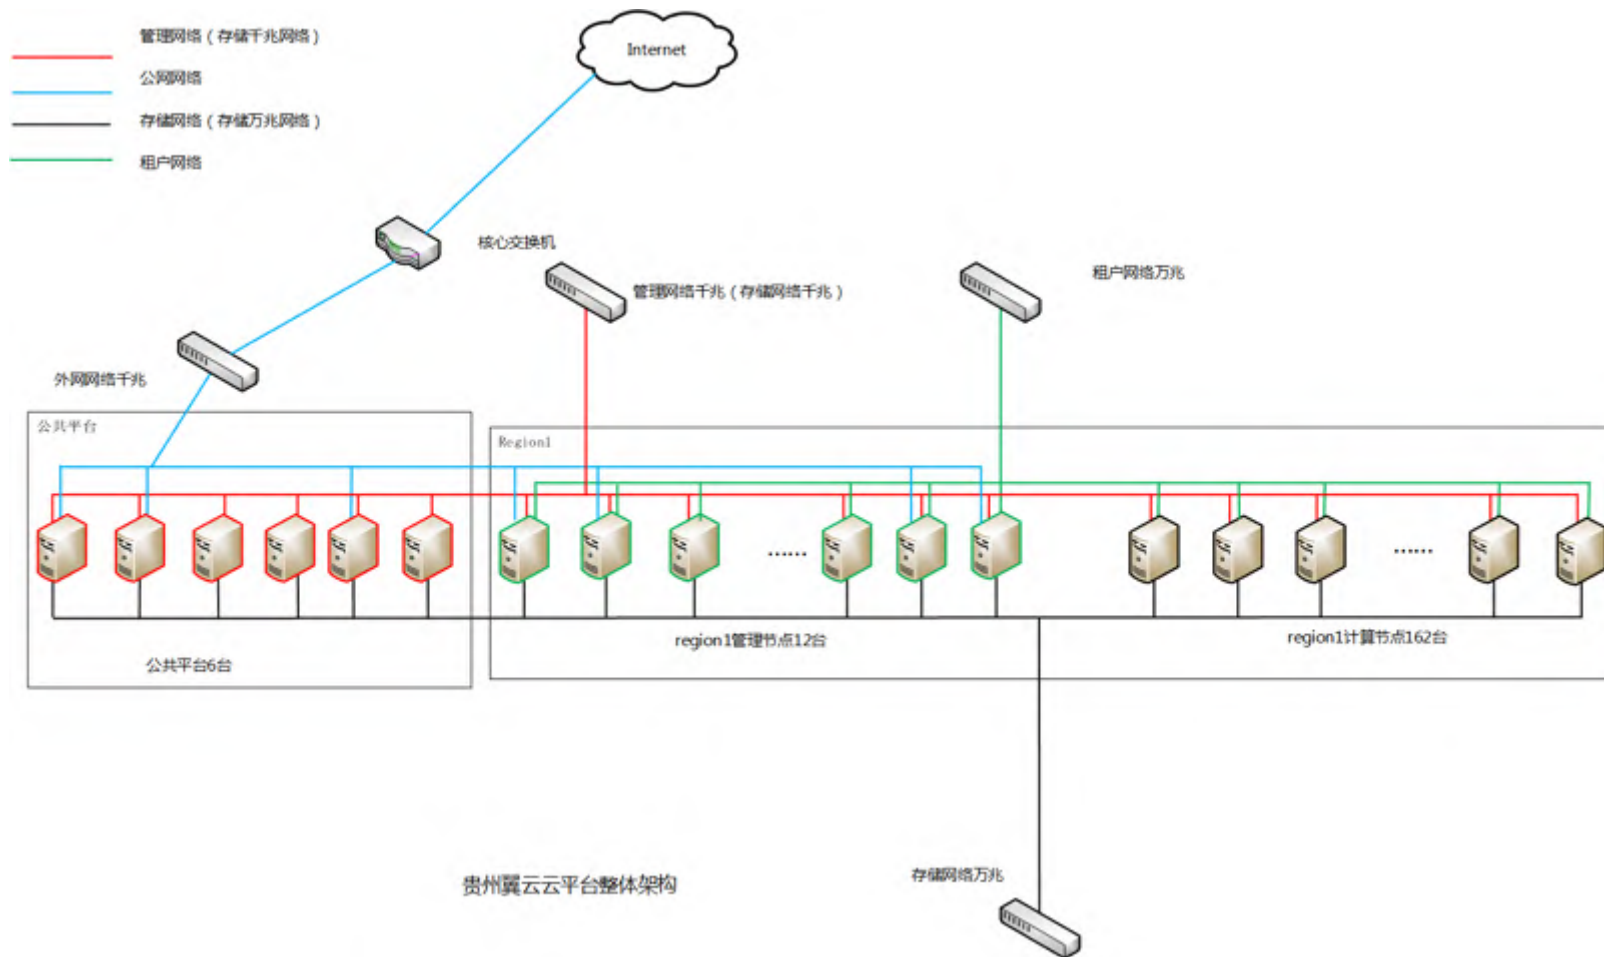 管理网络（存储千兆网络）
公网网络
存储网络（存储万兆网络）
租户网络
Internet
核心交换机
管理网络千兆（存储网络千兆）
租户网络万兆
外网网络千兆
公共平台
Region1
......
......
region1管理节点12台
region1计算节点162台
公共平台6台
贵州翼云云平台整体架构
存储网络万兆